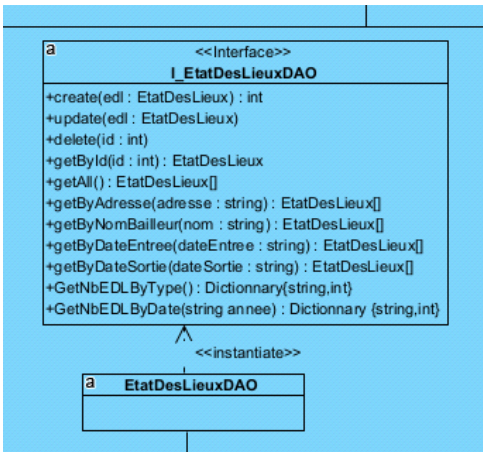 a
<<Interface>>
I_EtatDesLieuxDAO
+create(edl : EtatDesLieux) : int
+update(edl : EtatDesLieux)
+delete(id : int)
+getById(id : int) : EtatDesLieux
+getAll() : EtatDesLieux[]
+getByAdresse(adresse : string) : EtatDesLieux[]
+getByNomBailleur(nom : string) : EtatDesLieux[]
+getByDateEntree(dateEntree : string) : EtatDesLieux[]
+getByDateSortie(dateSortie : string) : EtatDesLieux[]
+GetNbEDLByType() : Dictionnary{string,int}
+GetNbEDLByDate(string annee) : Dictionnary {string,int}
<<instantiate>>
a
EtatDesLieuxDAO